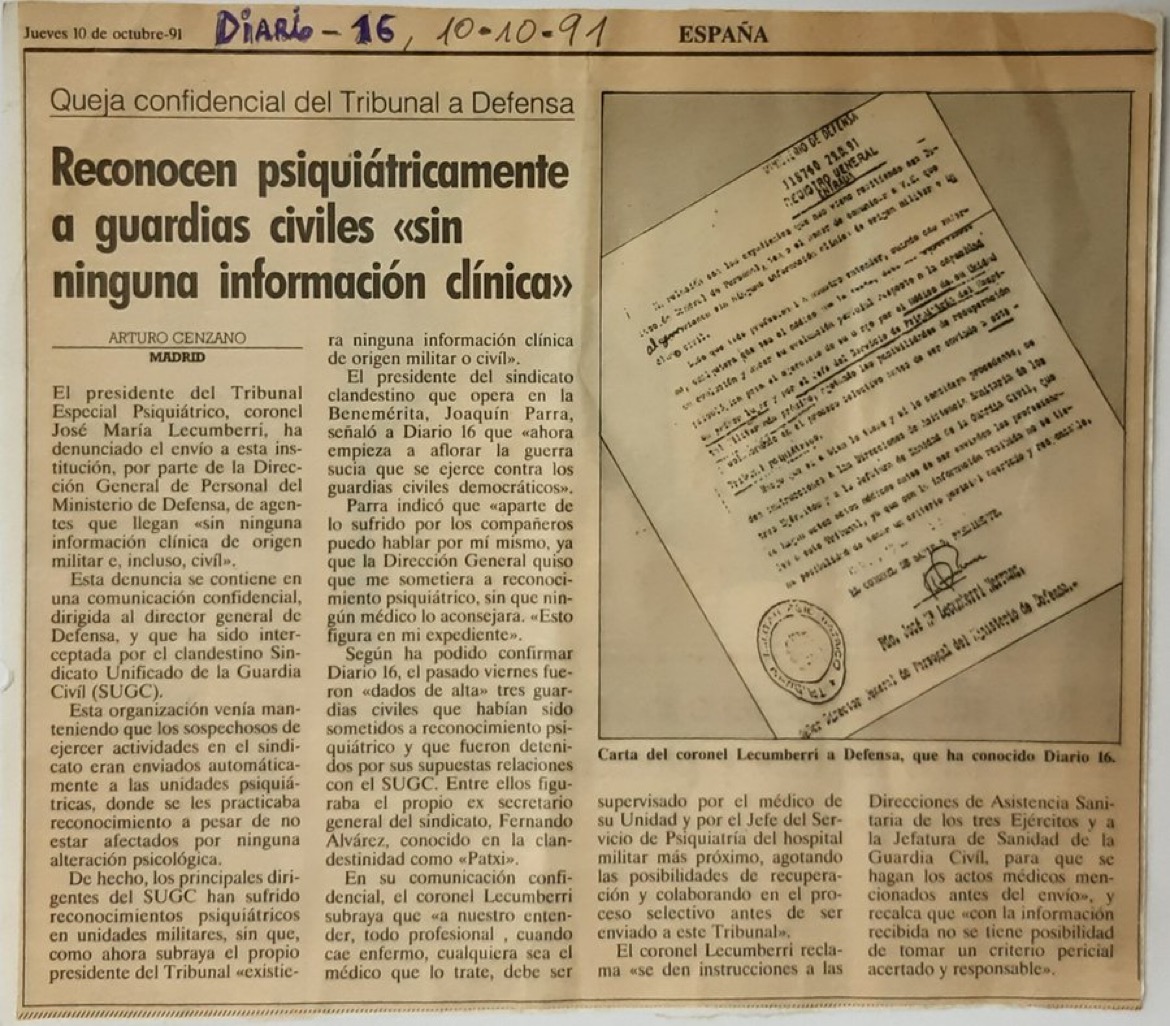 Jueves 10 de octubre-91
DIARIO-16, 10-10-91
ESPAÑA
Queja confidencial del Tribunal a Defensa
Reconocen psiquiátricamente
a guardias civiles «sin
ninguna información clínica»
ARTURO CENZANO
MADRID
El presidente del Tribunal
Especial Psiquiátrico, coronel
José María Lecumberri, ha
denunciado el envío a esta ins-
titución, por parte de la Direc-
ción General de Personal del
Ministerio de Defensa, de agen-
tes que llegan «sin ninguna
información clínica de origen
militar e, incluso, civil».
Esta denuncia se contiene en
una comunicación confidencial,
dirigida al director general de
Defensa, y que ha sido inter-
ceptada por el clandestino Sin-
dicato Unificado de la Guardia
Civil (SUGC).
Esta organización venía man-
teniendo que los sospechosos de
ejercer actividades en el sindi-
cato eran enviados automática-
mente a las unidades psiquiá-
tricas, donde se les practicaba
reconocimiento a pesar de no
estar afectados por ninguna
alteración psicológica.
De hecho, los principales diri-
gentes del SUGC han sufrido
reconocimientos psiquiátricos
en unidades militares, sin que,
como ahora subraya el propio
presidente del Tribunal «existie-
ra ninguna información clínica
de origen militar o civil».
El presidente del sindicato
clandestino que opera en la
Benemérita, Joaquín Parra,
señaló a Diario 16 que «ahora
empieza a aflorar la guerra
sucia que se ejerce contra los
guardias civiles democráticos».
Parra indicó que «aparte de
lo sufrido por los compañeros
puedo hablar por mí mismo, ya
que la Dirección General quiso
que me sometiera a reconoci-
miento psiquiátrico, sin que nin-
gún médico lo aconsejara. «Esto
figura en mi expediente».
Según ha podido confirmar
Diario 16, el pasado viernes fue-
ron «dados de alta» tres guar-
dias civiles que habían sido
sometidos a reconocimiento psi-
quiátrico y que fueron deteni-
dos por sus supuestas relaciones
con el SUGC. Entre ellos figu-
raba el propio ex secretario
general del sindicato, Fernando
Alvárez, conocido en la clan-
destinidad como «Patxi».
En su comunicación confi-
dencial, el coronel Lecumberri
subraya que «a nuestro enten-
der, todo profesional , cuando
cae enfermo, cualquiera sea el
médico que lo trate, debe ser
MINISTERIO DE DEFENSA
REGISTRO GENERAL
ENTRADA
Fdo. José Mª Lecumberri
Director General de Personal del Ministerio de Defensa.
Carta del coronel Lecumberri a Defensa, que ha conocido Diario 16.
supervisado por el médico de
su Unidad y por el Jefe del Ser-
vicio de Psiquiatría del hospital
militar más próximo, agotando
las posibilidades de recupera-
ción y colaborando en el pro-
ceso selectivo antes de ser
enviado a este Tribunal».
El coronel Lecumberri recla-
ma «se den instrucciones a las
Direcciones de Asistencia Sani-
taria de los tres Ejércitos y a
la Jefatura de Sanidad de la
Guardia Civil, para que se
hagan los actos médicos men-
cionados antes del envío», y
recalca que «con la información
recibida no se tiene posibilidad
de tomar un criterio pericial
acertado y responsable».